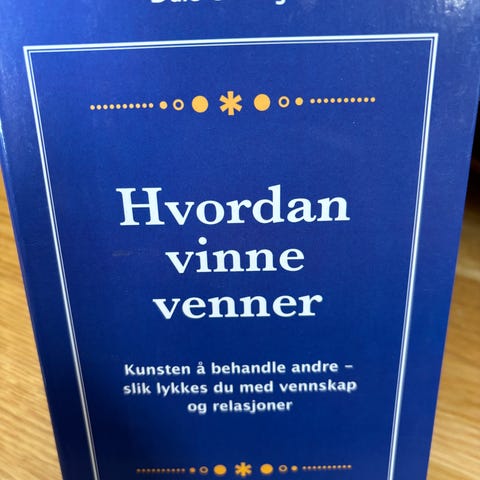 Hvordan
vinne
venner
Kunsten å behandle andre –
slik lykkes du med vennskap
og relasjoner